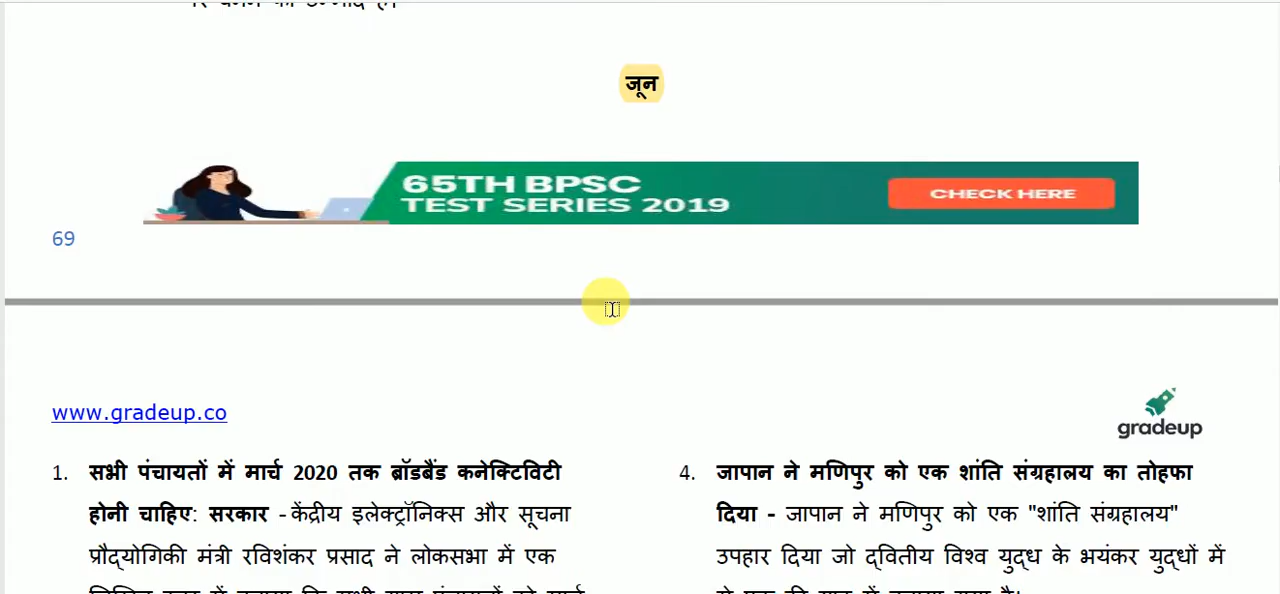 जून
65TH BPSC
TEST SERIES 2019
CHECK HERE
69
www.gradeup.co
gradeup
1. सभी पंचायतों में मार्च 2020 तक ब्रॉडबैंड कनेक्टिविटी
होनी चाहिए: सरकार - केंद्रीय इलेक्ट्रॉनिक्स और सूचना
प्रौद्योगिकी मंत्री रविशंकर प्रसाद ने लोकसभा में एक
4. जापान ने मणिपुर को एक शांति संग्रहालय का तोहफा
दिया - जापान ने मणिपुर को एक "शांति संग्रहालय"
उपहार दिया जो द्वितीय विश्व युद्ध के भयंकर युद्धों में